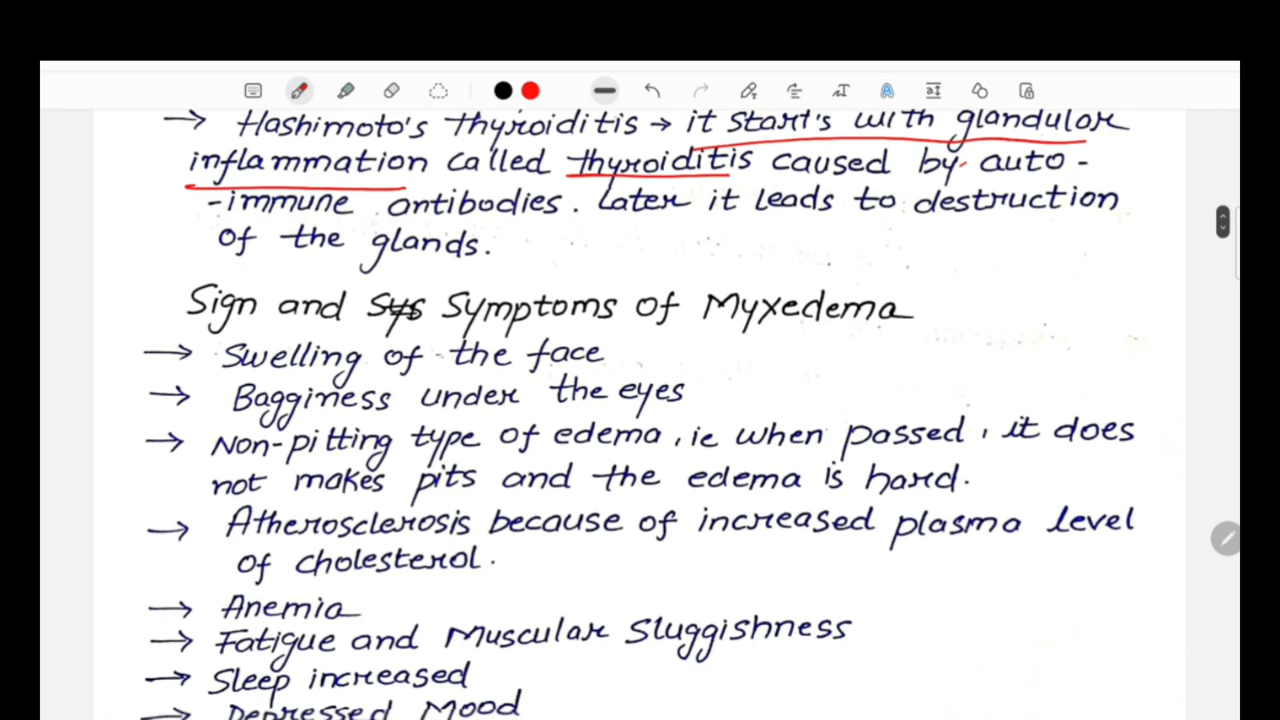 → Hashimoto's Thyroiditis → it start's with glandular
inflammation called thyroiditis caused by auto -
-immune antibodies. Later it leads to destruction
of the glands.
Sign and Sys Symptoms of Myxedema
→ Swelling of the face
→ Bagginess under the eyes
→ Non-pitting type of edema, ie when passed, it does
not makes pits and the edema is hard.
→ Atherosclerosis because of increased plasma level
of cholesterol.
→ Anemia
→ Fatigue and Muscular Sluggishness
→ Sleep increased
→ Depressed Mood